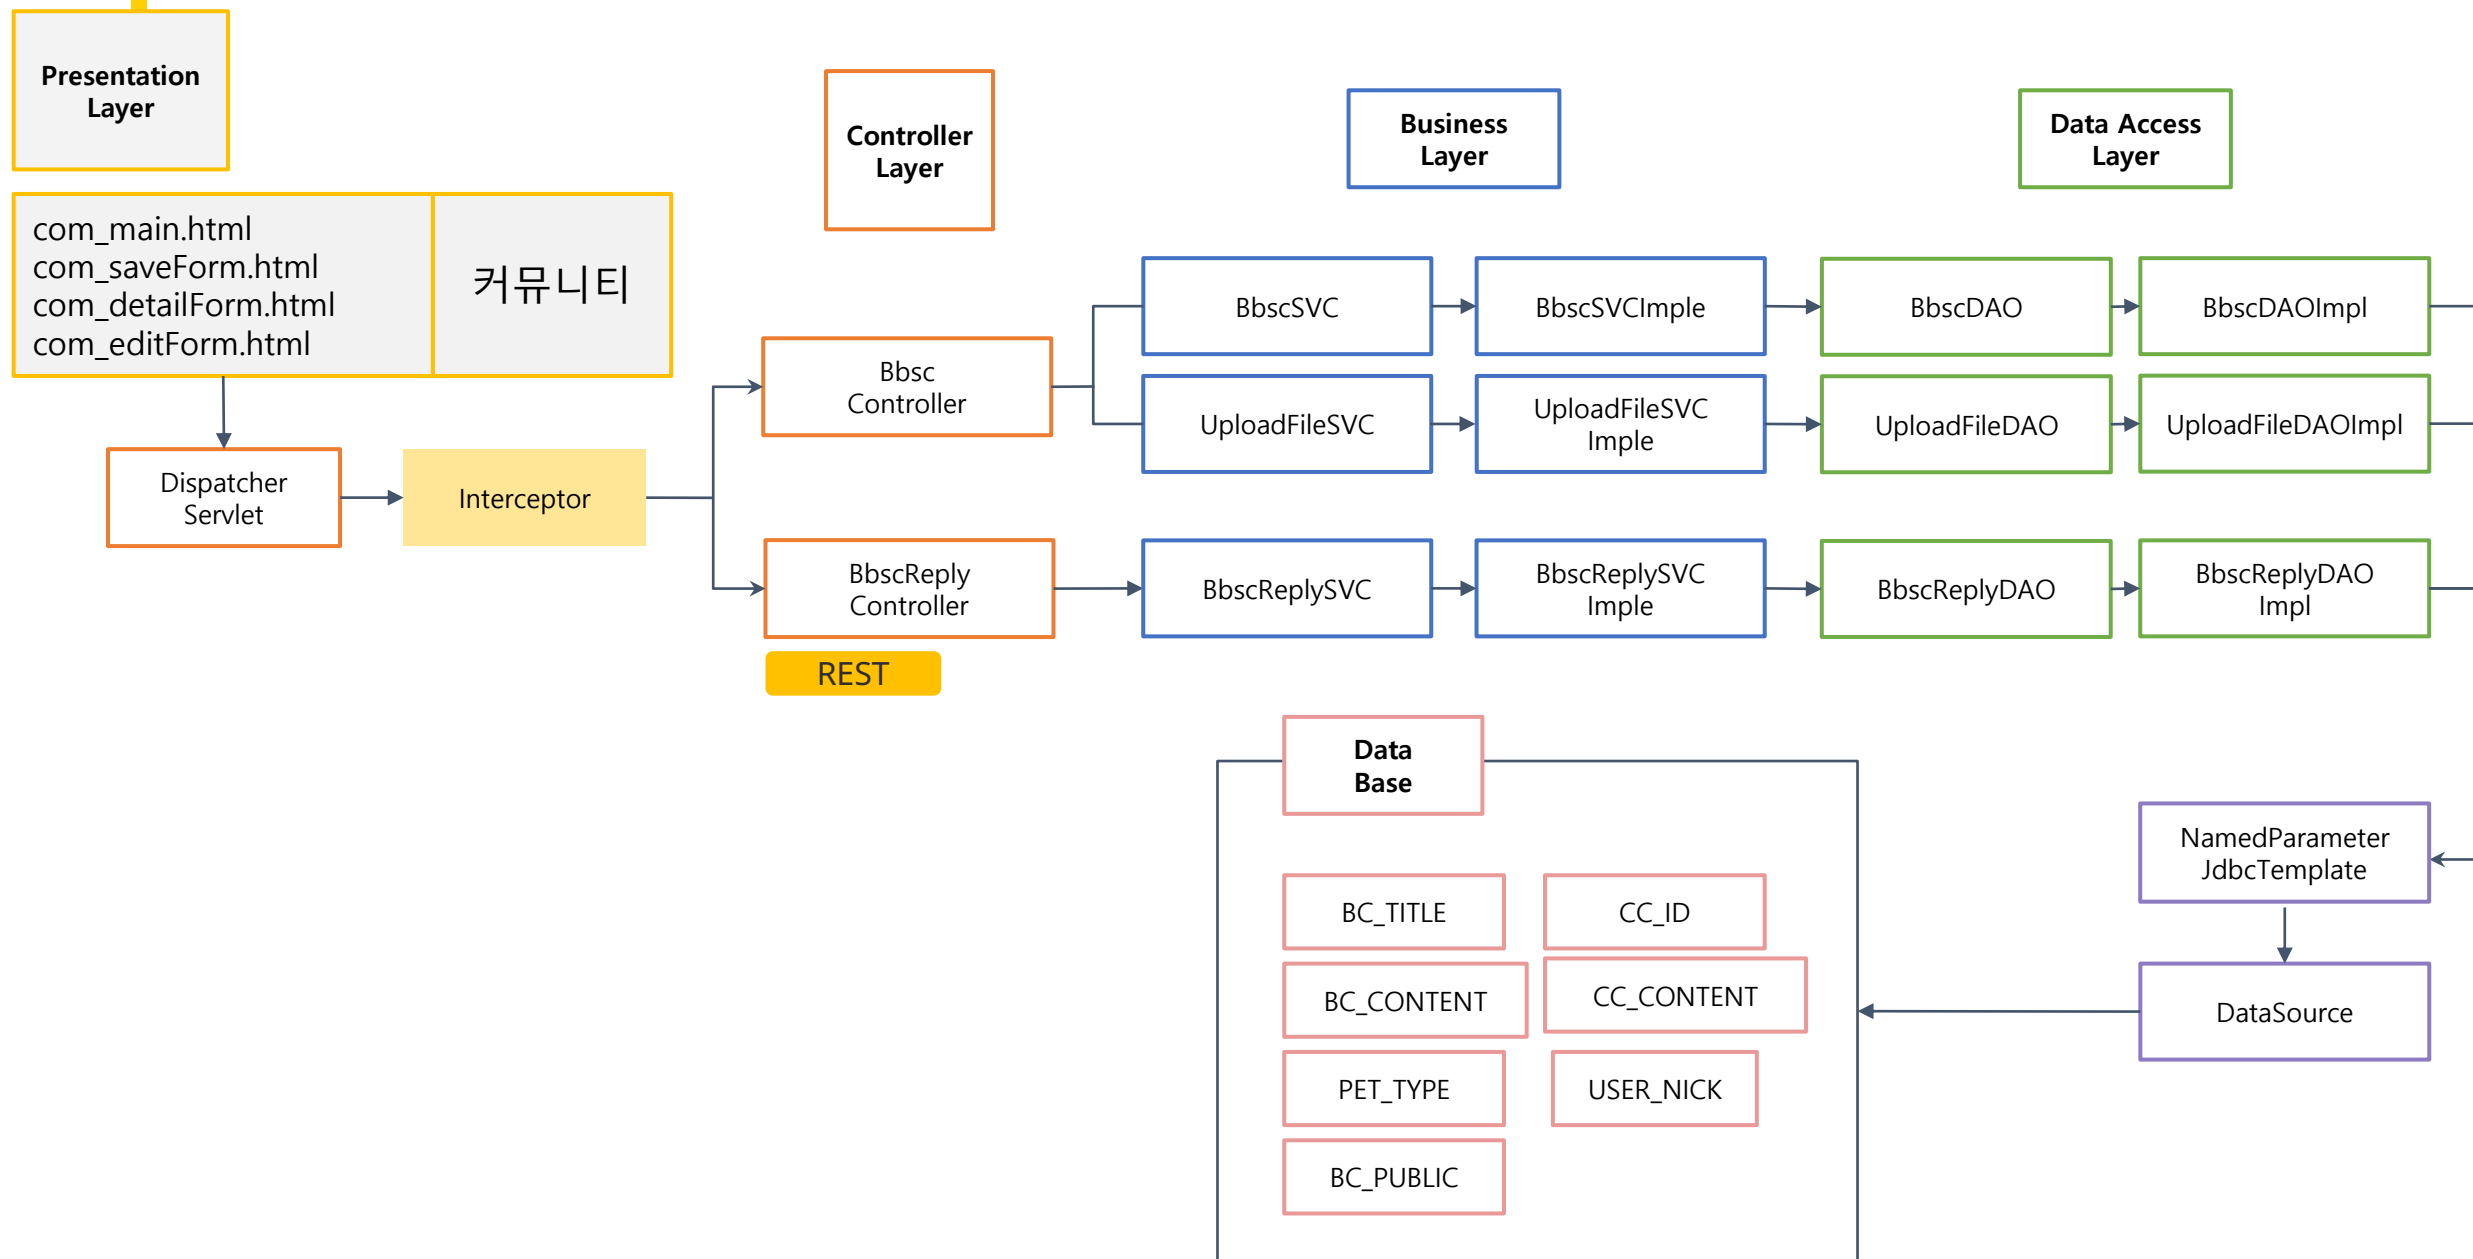 Presentation
Layer
Controller
Layer
Business
Layer
Data Access
Layer
com_main.html
com_saveForm.html
com_detailForm.html
com_editForm.html
커뮤니티
Dispatcher
Servlet
Interceptor
Bbsc
Controller
BbscSVC
BbscSVCImple
BbscDAO
BbscDAOImpl
UploadFileSVC
UploadFileSVC
Imple
UploadFileDAO
UploadFileDAOImpl
BbscReply
Controller
REST
BbscReplySVC
BbscReplySVC
Imple
BbscReplyDAO
BbscReplyDAO
Impl
Data
Base
BC_TITLE
CC_ID
BC_CONTENT
CC_CONTENT
PET_TYPE
USER_NICK
BC_PUBLIC
NamedParameter
JdbcTemplate
DataSource